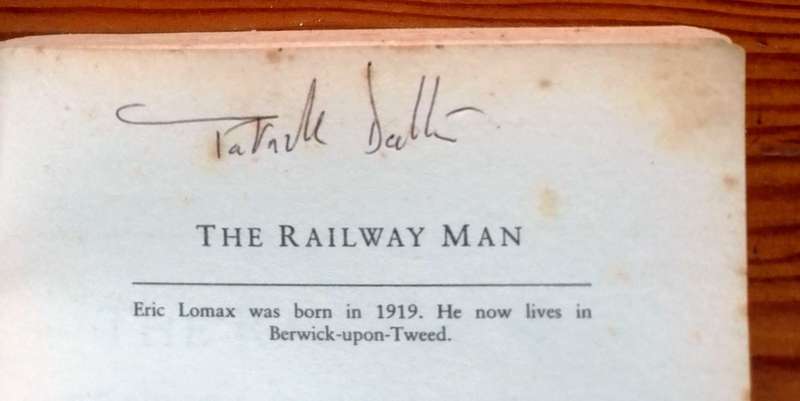 Patrick
THE RAILWAY MAN
Eric Lomax was born in 1919. He now lives in
Berwick-upon-Tweed.